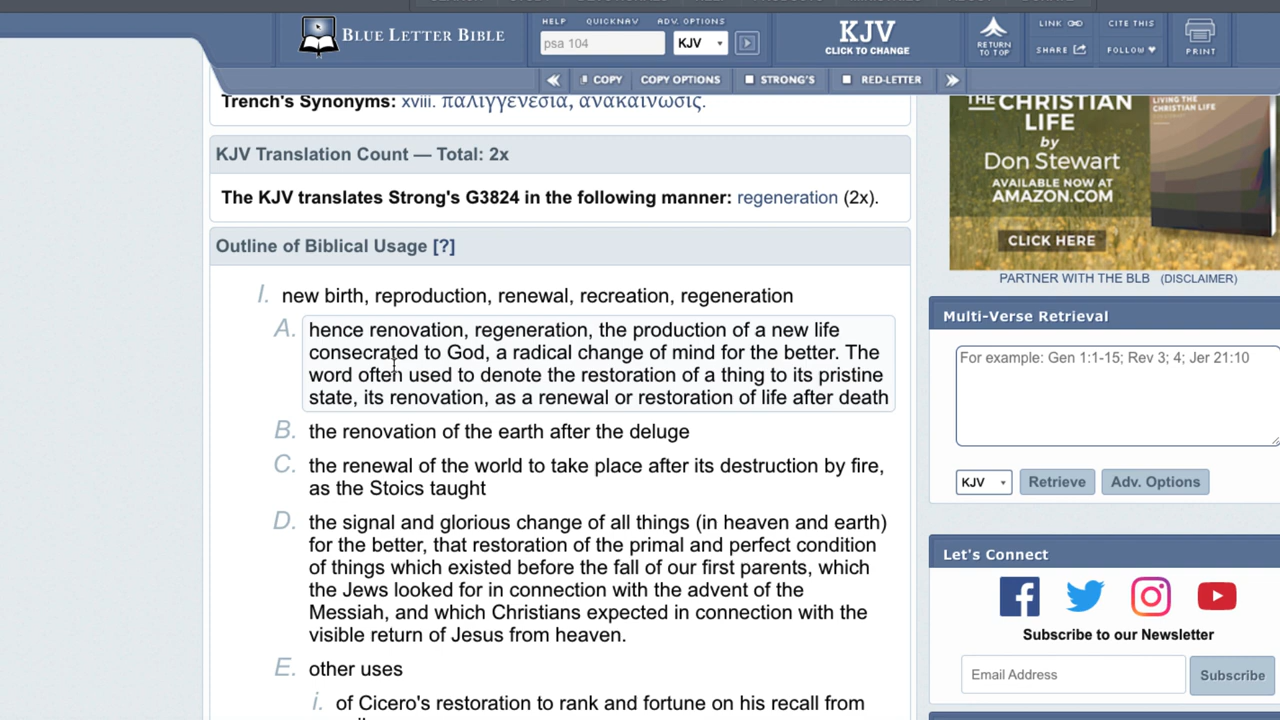 BLUE LETTER BIBLE
HELP QUICKNAV ADV. OPTIONS
psa 104 KJV
KJV
CLICK TO CHANGE
RETURN
TO TOP
LINK CITE THIS
SHARE FOLLOW
PRINT
COPY COPY OPTIONS STRONG'S RED-LETTER
Trench's Synonyms: xviii. παλιγγενεσία, ἀνακαίνωσις.
KJV Translation Count — Total: 2x
The KJV translates Strong's G3824 in the following manner: regeneration (2x).
Outline of Biblical Usage [?]
I. new birth, reproduction, renewal, recreation, regeneration
A. hence renovation, regeneration, the production of a new life
consecrated to God, a radical change of mind for the better. The
word often used to denote the restoration of a thing to its pristine
state, its renovation, as a renewal or restoration of life after death
B. the renovation of the earth after the deluge
C. the renewal of the world to take place after its destruction by fire,
as the Stoics taught
D. the signal and glorious change of all things (in heaven and earth)
for the better, that restoration of the primal and perfect condition
of things which existed before the fall of our first parents, which
the Jews looked for in connection with the advent of the
Messiah, and which Christians expected in connection with the
visible return of Jesus from heaven.
E. other uses
i. of Cicero's restoration to rank and fortune on his recall from
THE CHRISTIAN
LIFE
by
Don Stewart
AVAILABLE NOW AT
AMAZON.COM
CLICK HERE
LIVING THE
CHRISTIAN LIFE
PARTNER WITH THE BLB (DISCLAIMER)
Multi-Verse Retrieval
For example: Gen 1:1-15; Rev 3; 4; Jer 21:10
KJV Retrieve Adv. Options
Let's Connect
Subscribe to our Newsletter
Email Address Subscribe